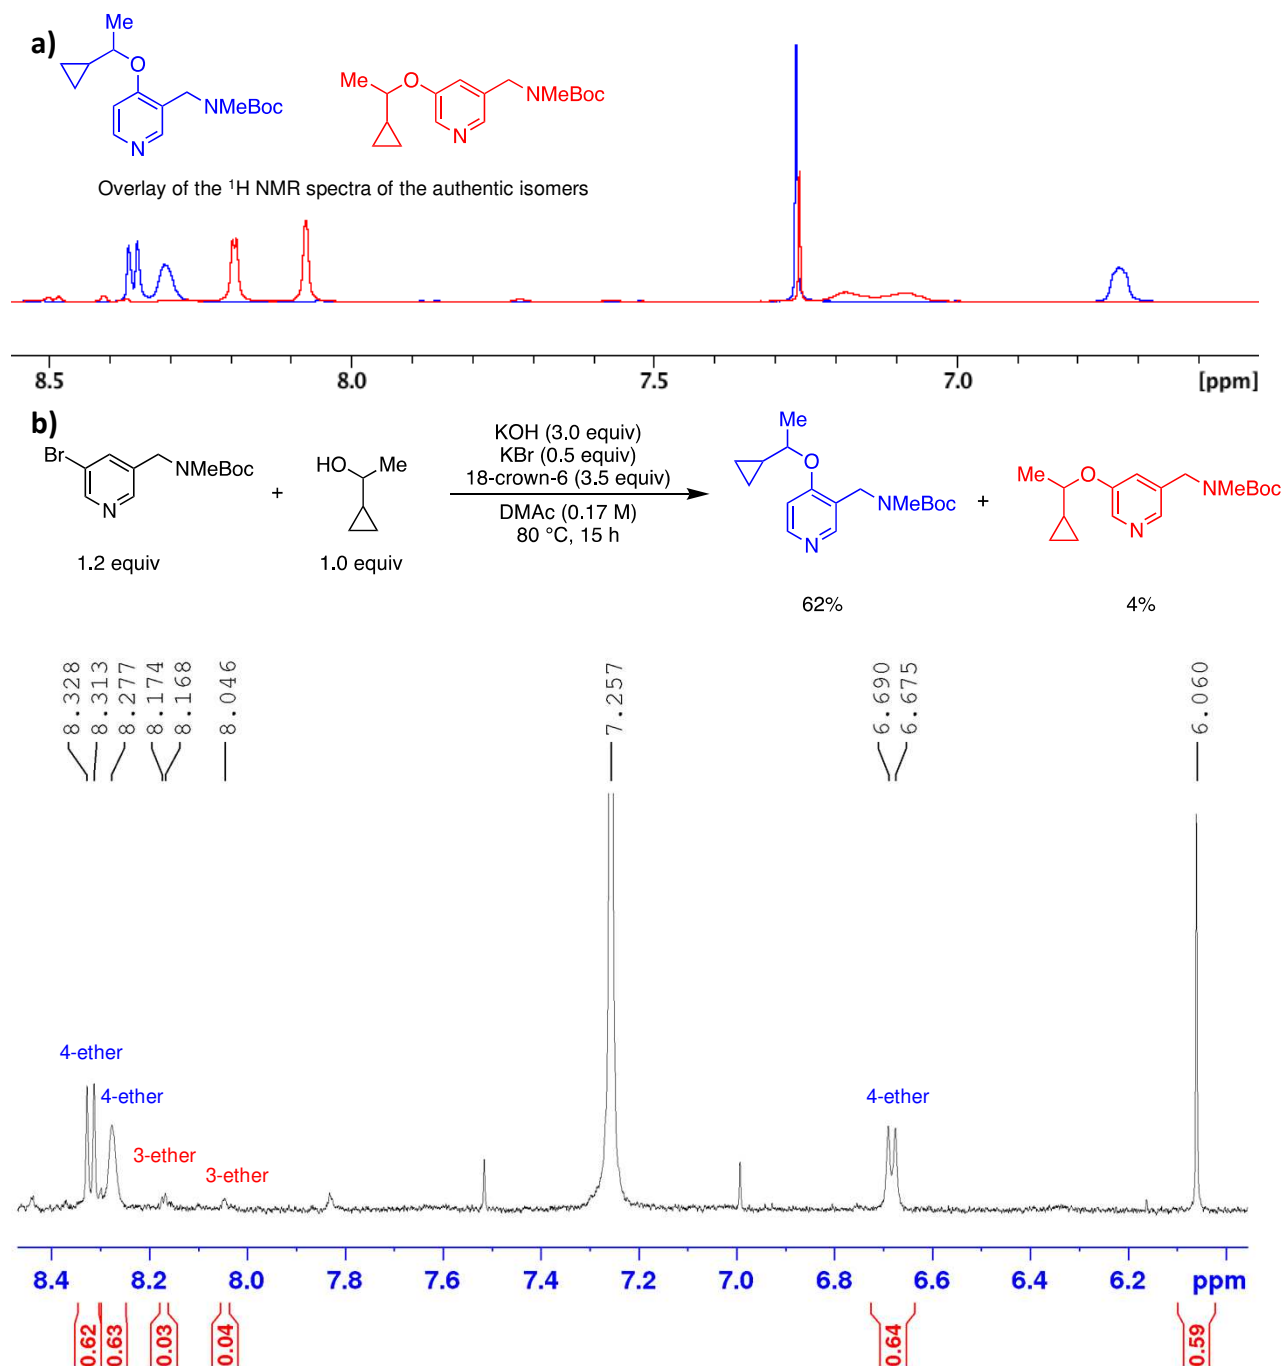 a)
Me
O
NMeBoc
N
Me
O
NMeBoc
N
Overlay of the ¹H NMR spectra of the authentic isomers
8.5 8.0 7.5 7.0 [ppm]
b)
Br
NMeBoc
N
1.2 equiv
+
HO
Me
1.0 equiv
KOH (3.0 equiv)
KBr (0.5 equiv)
18-crown-6 (3.5 equiv)
DMAc (0.17 M)
80 °C, 15 h
Me
O
NMeBoc
N
62%
+
Me
O
NMeBoc
N
4%
8.328
8.313
8.277
8.174
8.168
8.046
7.257
6.690
6.675
6.060
4-ether
4-ether
3-ether
3-ether
4-ether
8.4 8.2 8.0 7.8 7.6 7.4 7.2 7.0 6.8 6.6 6.4 6.2 ppm
0.62
0.63
0.03
0.04
0.64
0.59